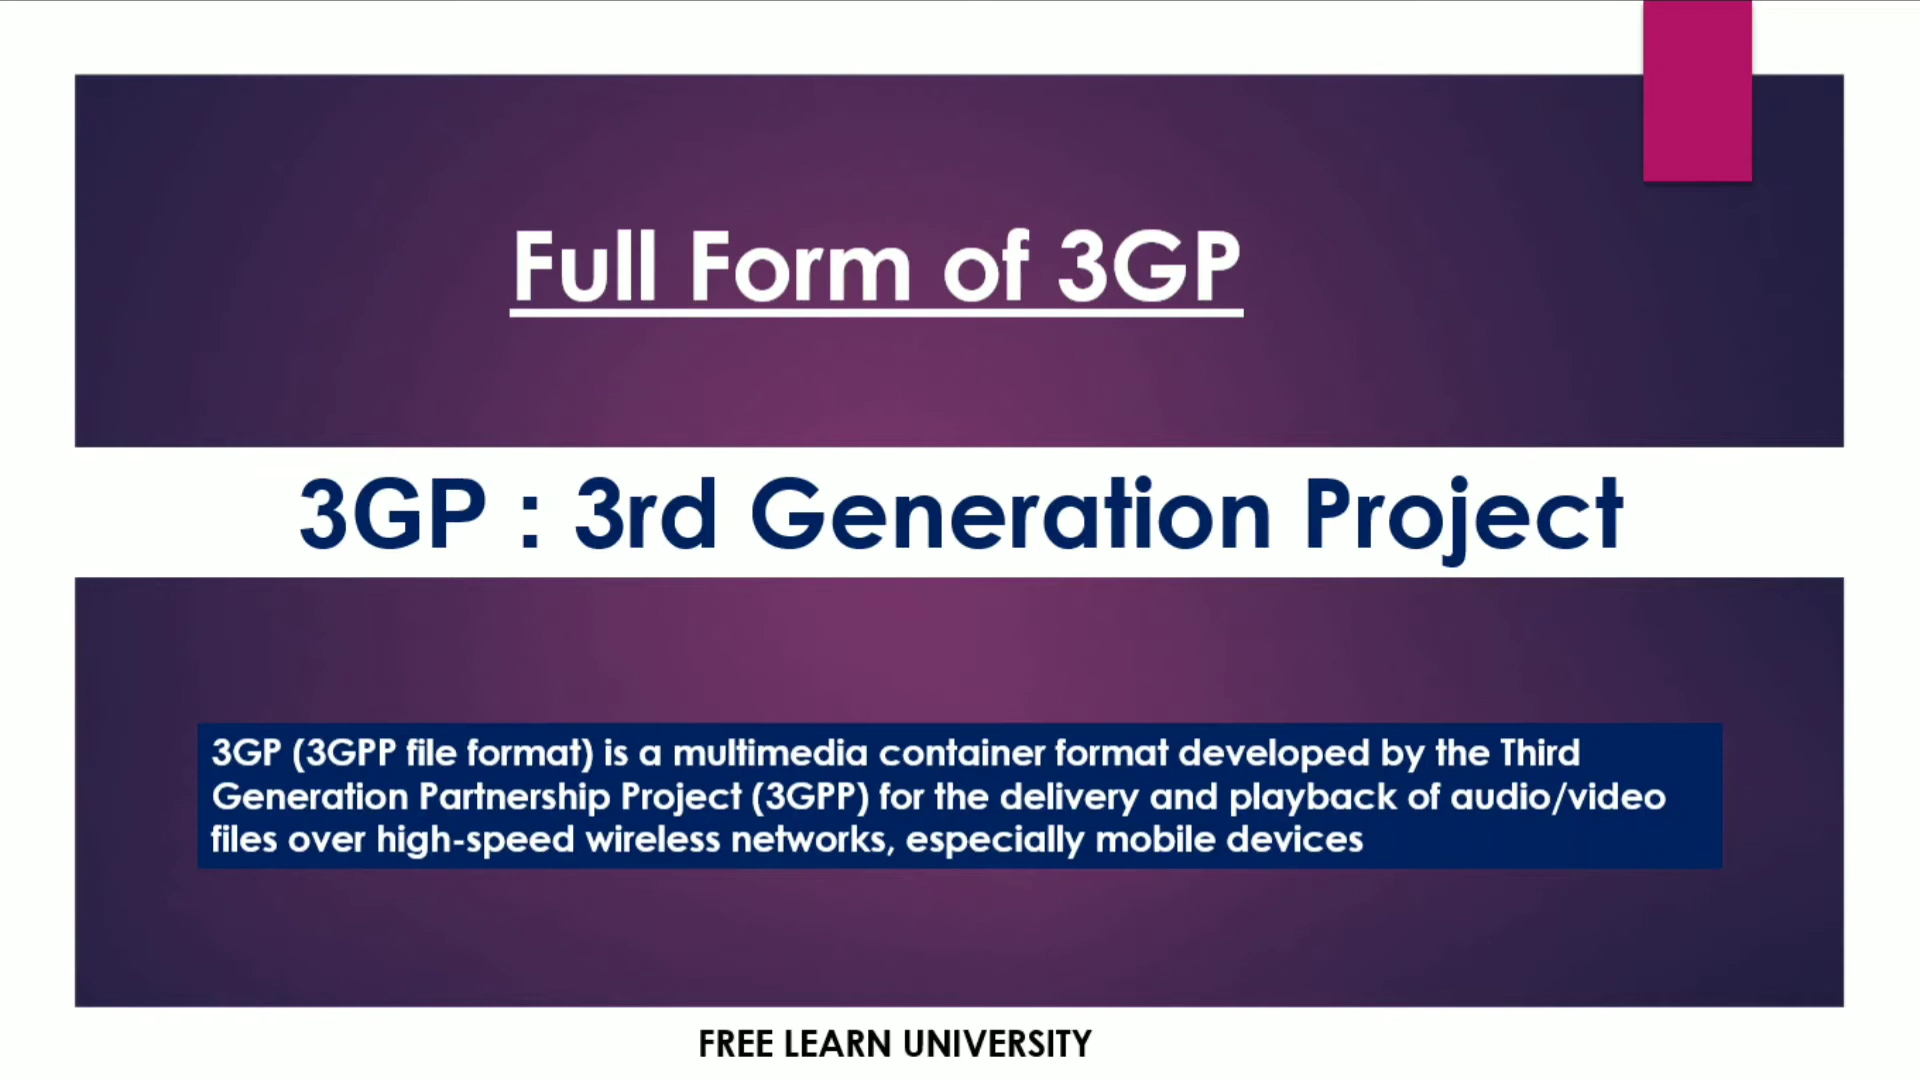 Full Form of 3GP
3GP : 3rd Generation Project
3GP (3GPP file format) is a multimedia container format developed by the Third
Generation Partnership Project (3GPP) for the delivery and playback of audio/video
files over high-speed wireless networks, especially mobile devices
FREE LEARN UNIVERSITY